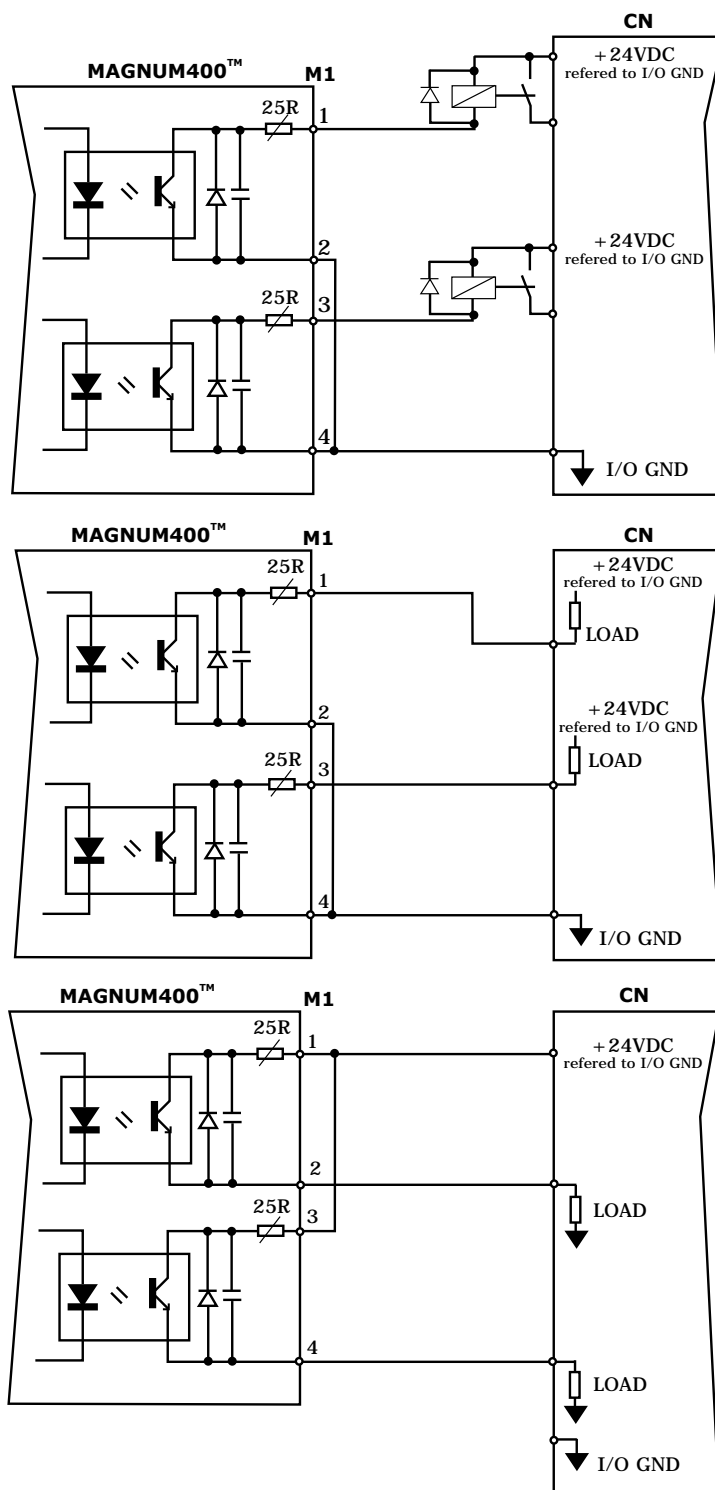 CN
+24VDC
refered to I/O GND
MAGNUM400™
M1
25R
1
2
+24VDC
refered to I/O GND
25R
3
4
I/O GND
MAGNUM400™
M1
CN
+24VDC
refered to I/O GND
25R
1
LOAD
2
+24VDC
refered to I/O GND
25R
3
LOAD
4
I/O GND
MAGNUM400™
M1
CN
25R
1
+24VDC
refered to I/O GND
2
25R
3
LOAD
4
LOAD
I/O GND